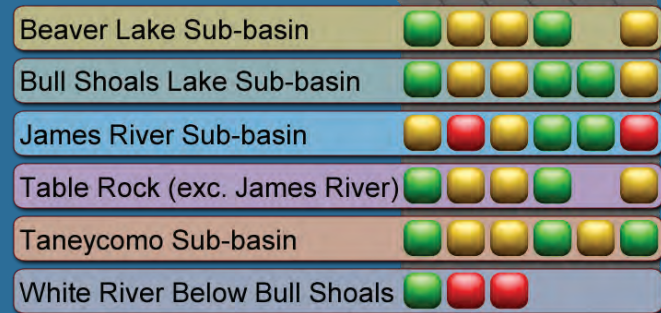 Beaver Lake Sub-basin
Bull Shoals Lake Sub-basin
James River Sub-basin
Table Rock (exc. James River)
Taneycomo Sub-basin
White River Below Bull Shoals